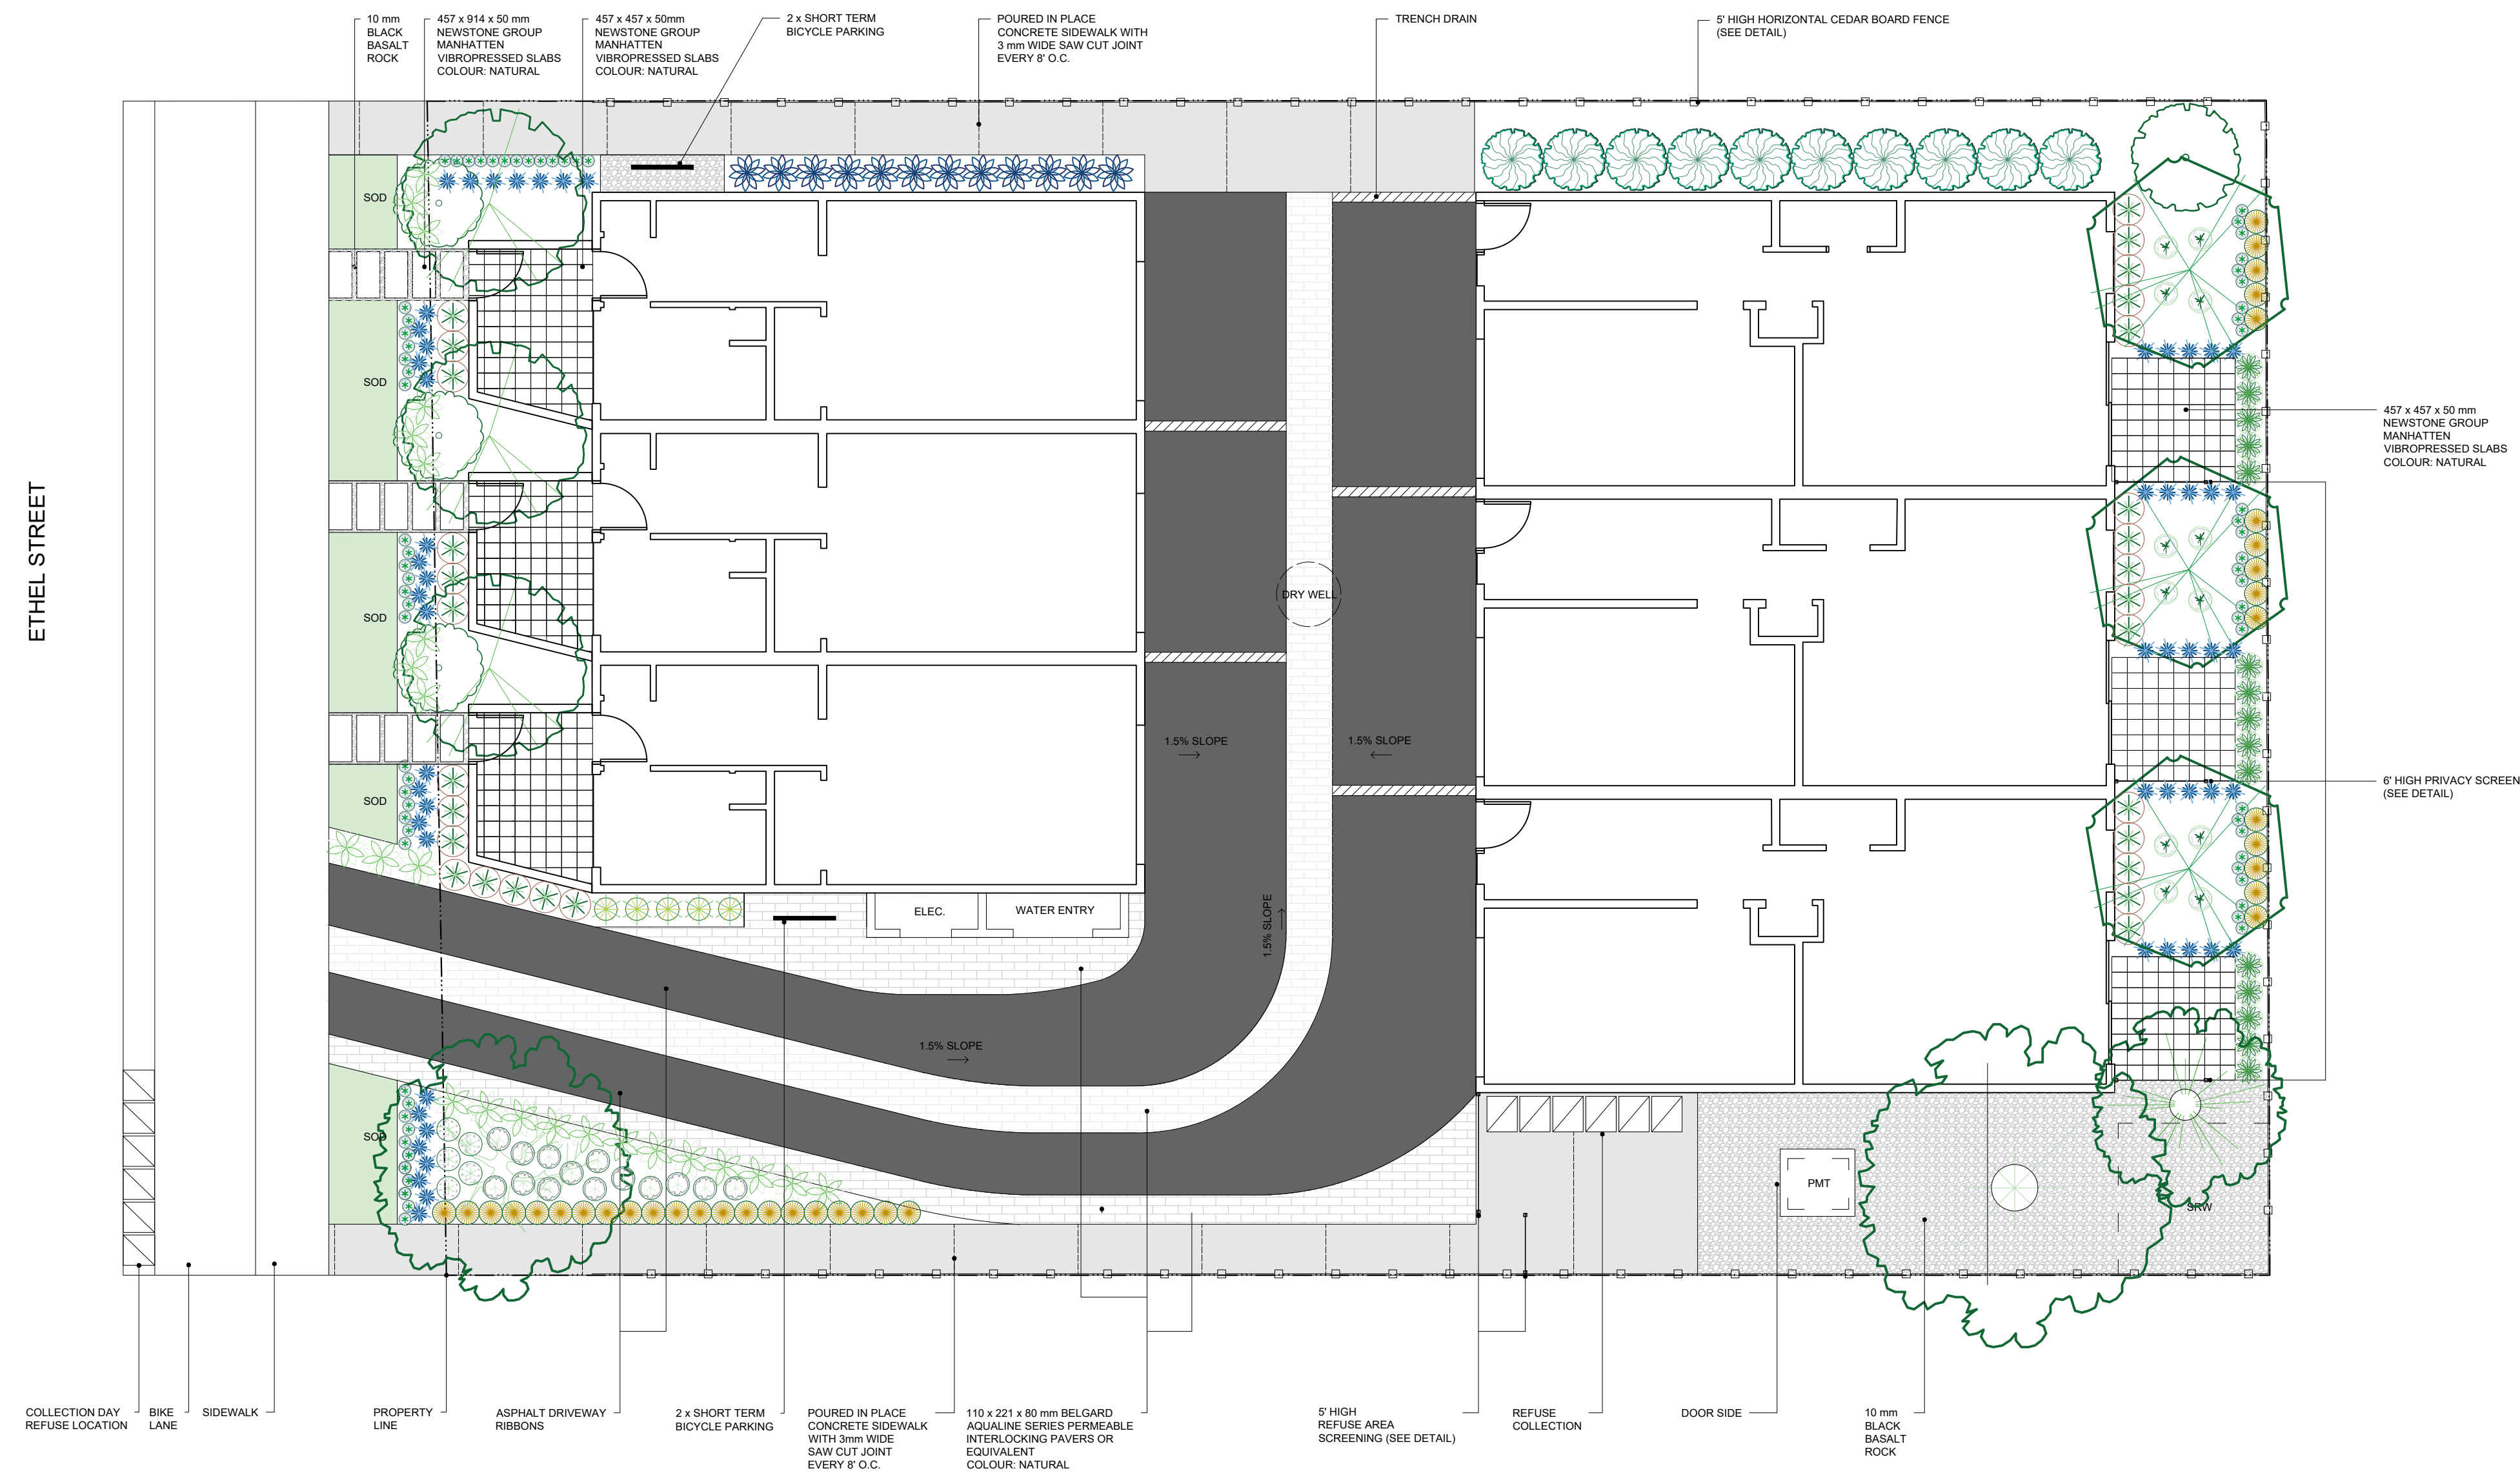 10 mm
BLACK
BASALT
ROCK
457 x 914 x 50 mm
NEWSTONE GROUP
MANHATTEN
VIBROPRESSED SLABS
COLOUR: NATURAL
457 x 457 x 50mm
NEWSTONE GROUP
MANHATTEN
VIBROPRESSED SLABS
COLOUR: NATURAL
2 x SHORT TERM
BICYCLE PARKING
POURED IN PLACE
CONCRETE SIDEWALK WITH
3 mm WIDE SAW CUT JOINT
EVERY 8' O.C.
TRENCH DRAIN
5' HIGH HORIZONTAL CEDAR BOARD FENCE
(SEE DETAIL)
SOD
SOD
457 x 457 x 50 mm
NEWSTONE GROUP
MANHATTEN
VIBROPRESSED SLABS
COLOUR: NATURAL
ETHEL STREET
DRY WELL
SOD
1.5% SLOPE
1.5% SLOPE
6' HIGH PRIVACY SCREEN
(SEE DETAIL)
SOD
ELEC.
WATER ENTRY
1.5% SLOPE
1.5% SLOPE
SOD
PMT
SRW
COLLECTION DAY
REFUSE LOCATION
BIKE
LANE
SIDEWALK
PROPERTY
LINE
ASPHALT DRIVEWAY
RIBBONS
2 x SHORT TERM
BICYCLE PARKING
POURED IN PLACE
CONCRETE SIDEWALK
WITH 3mm WIDE
SAW CUT JOINT
EVERY 8' O.C.
110 x 221 x 80 mm BELGARD
AQUALINE SERIES PERMEABLE
INTERLOCKING PAVERS OR
EQUIVALENT
COLOUR: NATURAL
5' HIGH
REFUSE AREA
SCREENING (SEE DETAIL)
REFUSE
COLLECTION
DOOR SIDE
10 mm
BLACK
BASALT
ROCK